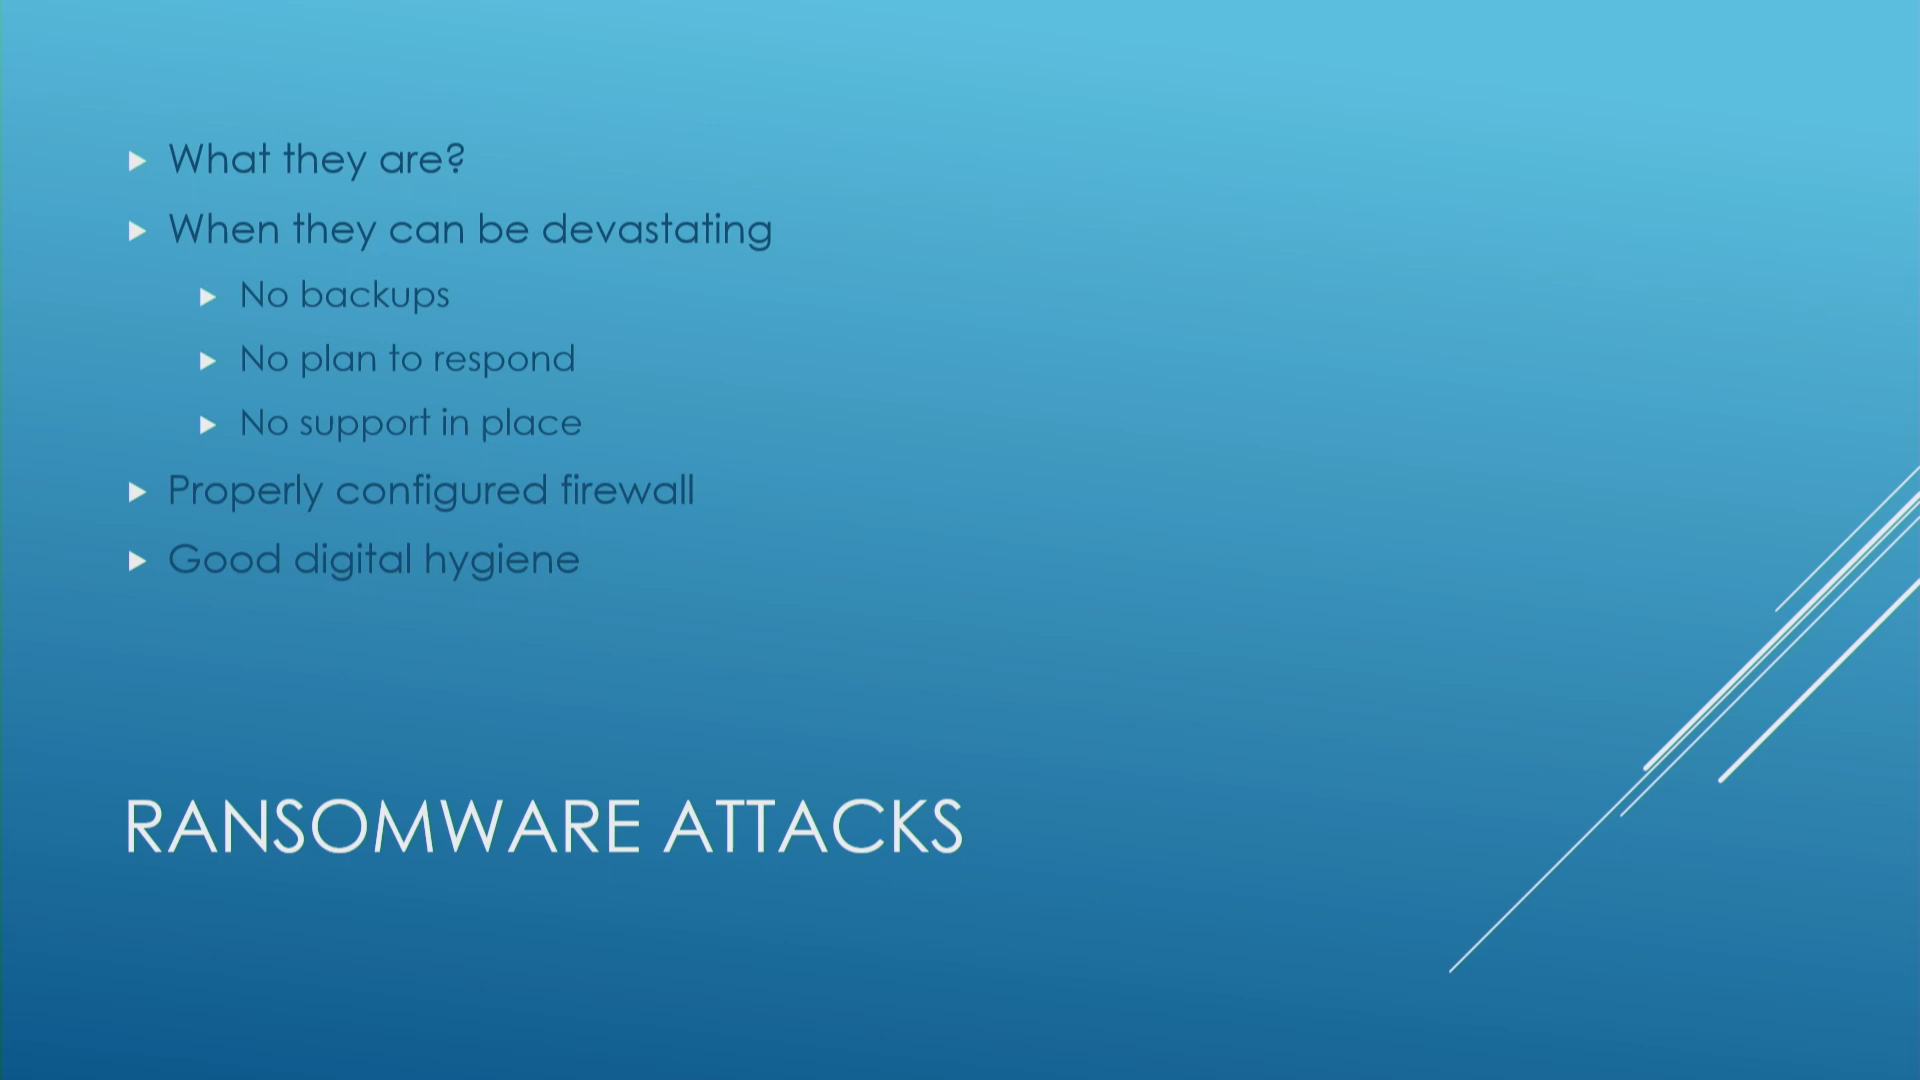 What they are?
When they can be devastating
No backups
No plan to respond
No support in place
Properly configured firewall
Good digital hygiene
RANSOMWARE ATTACKS